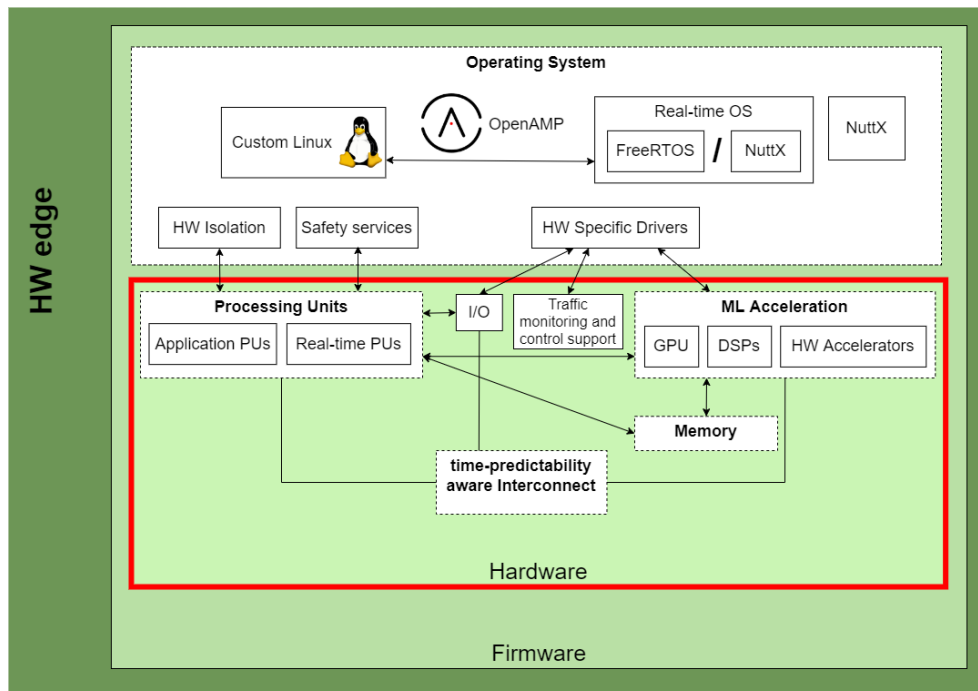 HW edge
Operating System
Custom Linux
OpenAMP
Real-time OS
FreeRTOS
/
NuttX
NuttX
HW Isolation
Safety services
HW Specific Drivers
Processing Units
Application PUs
Real-time PUs
I/O
Traffic
monitoring and
control support
ML Acceleration
GPU
DSPs
HW Accelerators
Memory
time-predictability
aware Interconnect
Hardware
Firmware